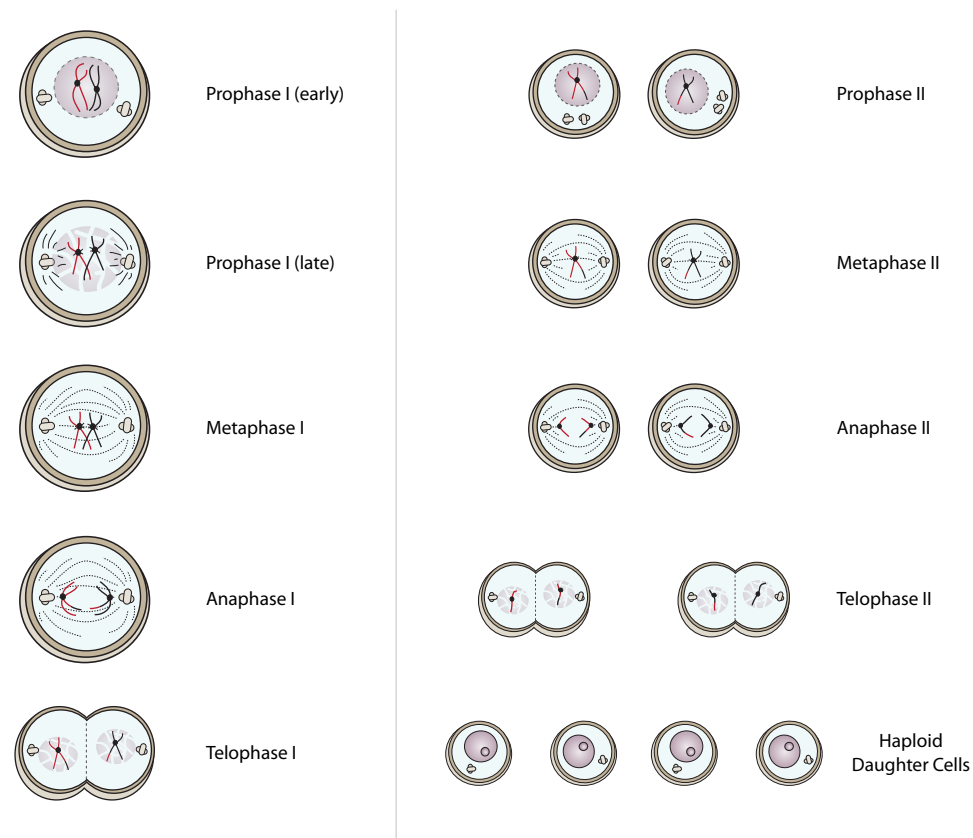 Prophase I (early)
Prophase I (late)
Metaphase I
Anaphase I
Telophase I
Prophase II
Metaphase II
Anaphase II
Telophase II
Haploid
Daughter Cells